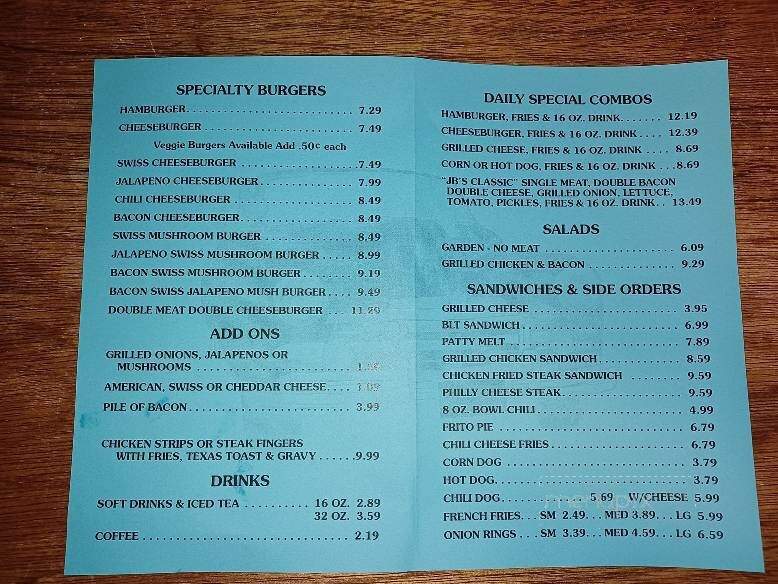 SPECIALTY BURGERS
HAMBURGER. . . . . . . . . . . . . . . . . . . . . . . . . . . . 7.29
CHEESEBURGER . . . . . . . . . . . . . . . . . . . . . . . . . 7.49
Veggie Burgers Available Add .50¢ each
SWISS CHEESEBURGER . . . . . . . . . . . . . . . . . . . .7.49
JALAPENO CHEESEBURGER. . . . . . . . . . . . . . . . 7.99
CHILI CHEESEBURGER . . . . . . . . . . . . . . . . . . . . 8.49
BACON CHEESEBURGER. . . . . . . . . . . . . . . . . . . 8.49
SWISS MUSHROOM BURGER . . . . . . . . . . . . . . . 8.49
JALAPENO SWISS MUSHROOM BURGER . . . . . 8.99
BACON SWISS MUSHROOM BURGER . . . . . . . . 9.19
BACON SWISS JALAPENO MUSH BURGER . . . . 9.49
DOUBLE MEAT DOUBLE CHEESEBURGER . . . 11.29
ADD ONS
GRILLED ONIONS, JALAPENOS OR
MUSHROOMS . . . . . . . . . . . . . . . . . . . . . . . . . .
AMERICAN, SWISS OR CHEDDAR CHEESE. . . .
PILE OF BACON. . . . . . . . . . . . . . . . . . . . . . . . . . . 3.99
CHICKEN STRIPS OR STEAK FINGERS
WITH FRIES, TEXAS TOAST & GRAVY . . . . . .9.99
DRINKS
SOFT DRINKS & ICED TEA . . . . . . . . . . . 16 OZ. 2.89
32 OZ. 3.59
COFFEE . . . . . . . . . . . . . . . . . . . . . . . . . . . . . . . . . 2.19
DAILY SPECIAL COMBOS
HAMBURGER, FRIES & 16 OZ. DRINK. . . . . . . 12.19
CHEESEBURGER, FRIES & 16 OZ. DRINK . . . . 12.39
GRILLED CHEESE, FRIES & 16 OZ. DRINK . . . . 8.69
CORN OR HOT DOG, FRIES & 16 OZ. DRINK . . .8.69
"JB'S CLASSIC" SINGLE MEAT, DOUBLE BACON
DOUBLE CHEESE, GRILLED ONION, LETTUCE,
TOMATO, PICKLES, FRIES & 16 OZ. DRINK. . 13.49
SALADS
GARDEN - NO MEAT . . . . . . . . . . . . . . . . . . . . . . . 6.09
GRILLED CHICKEN & BACON . . . . . . . . . . . . . . . 9.29
SANDWICHES & SIDE ORDERS
GRILLED CHEESE . . . . . . . . . . . . . . . . . . . . . . . . . 3.95
BLT SANDWICH. . . . . . . . . . . . . . . . . . . . . . . . . . . 6.99
PATTY MELT . . . . . . . . . . . . . . . . . . . . . . . . . . . . . 7.89
GRILLED CHICKEN SANDWICH . . . . . . . . . . . . . . 8.59
CHICKEN FRIED STEAK SANDWICH . . . . . . . . . 9.59
PHILLY CHEESE STEAK. . . . . . . . . . . . . . . . . . . . . 9.59
8 OZ. BOWL CHILI. . . . . . . . . . . . . . . . . . . . . . . . . 4.99
FRITO PIE . . . . . . . . . . . . . . . . . . . . . . . . . . . . . . . . 6.79
CHILI CHEESE FRIES . . . . . . . . . . . . . . . . . . . . . . . 6.79
CORN DOG . . . . . . . . . . . . . . . . . . . . . . . . . . . . . . . 3.79
HOT DOG. . . . . . . . . . . . . . . . . . . . . . . . . . . . . . . . .3.79
CHILI DOG. . . . . . . . . . . . . . 5.69 W/CHEESE 5.99
FRENCH FRIES. . . SM 2.49. . . MED 3.89. . . LG 5.99
ONION RINGS . . . SM 3.39. . . MED 4.59. . . LG 6.59